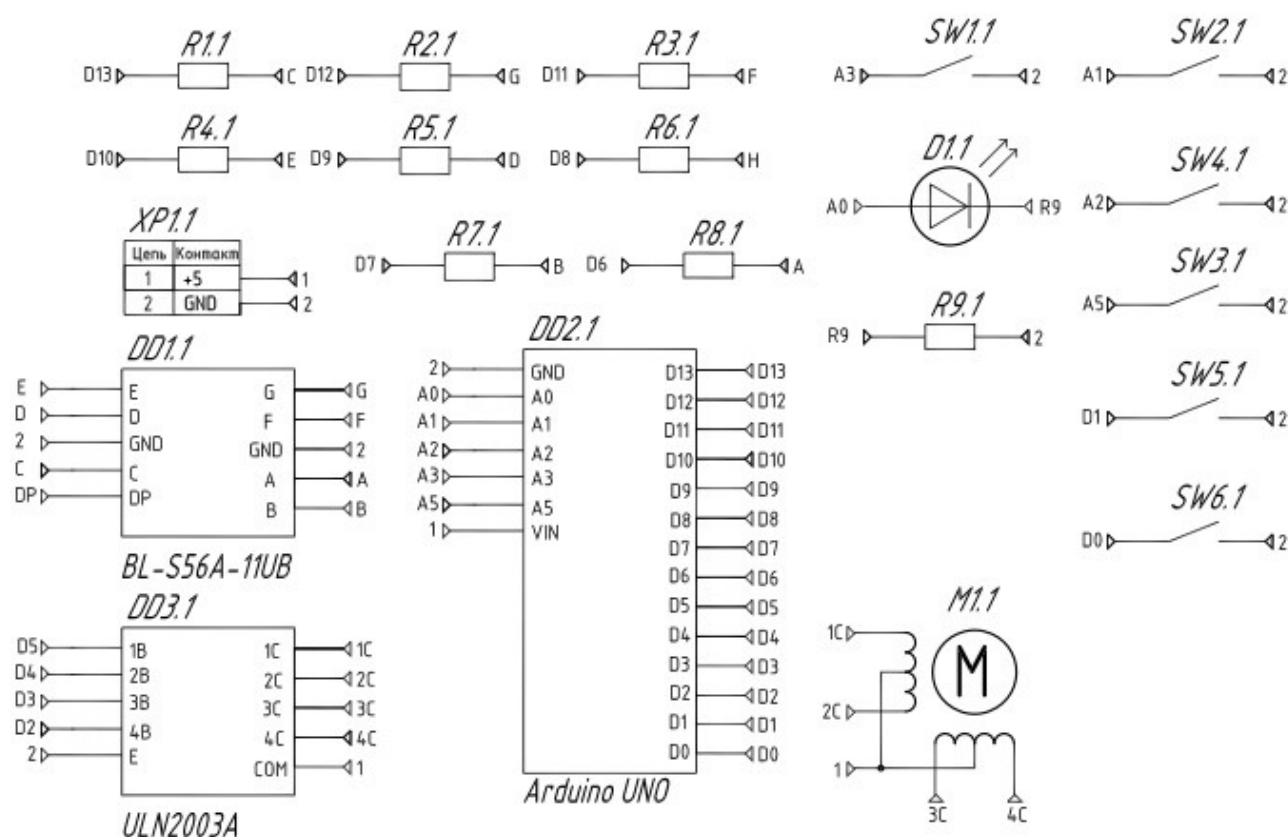 R1.1
D13 C
R2.1
D12 G
R3.1
D11 F
SW1.1
A3 2
SW2.1
A1 2
R4.1
D10 E
R5.1
D9 D
R6.1
D8 H
D1.1
A0 R9
SW4.1
A2 2
XP1.1
Цепь Контакт
1 +5 1
2 GND 2
R7.1
D7 B
R8.1
D6 A
SW3.1
A5 2
R9.1
R9 2
DD1.1
E E G G
D D F F
2 GND GND 2
C C A A
DP DP B B
BL-S56A-11UB
DD2.1
2 GND D13 D13
A0 A0 D12 D12
A1 A1 D11 D11
A2 A2 D10 D10
A3 A3 D9 D9
A5 A5 D8 D8
1 VIN D7 D7
D6 D6
D5 D5
D4 D4
D3 D3
D2 D2
D1 D1
D0 D0
Arduino UNO
SW5.1
D1 2
SW6.1
D0 2
DD3.1
D5 1B 1C 1C
D4 2B 2C 2C
D3 3B 3C 3C
D2 4B 4C 4C
2 E COM 1
ULN2003A
M1.1
1C
M
2C
1
3C 4C